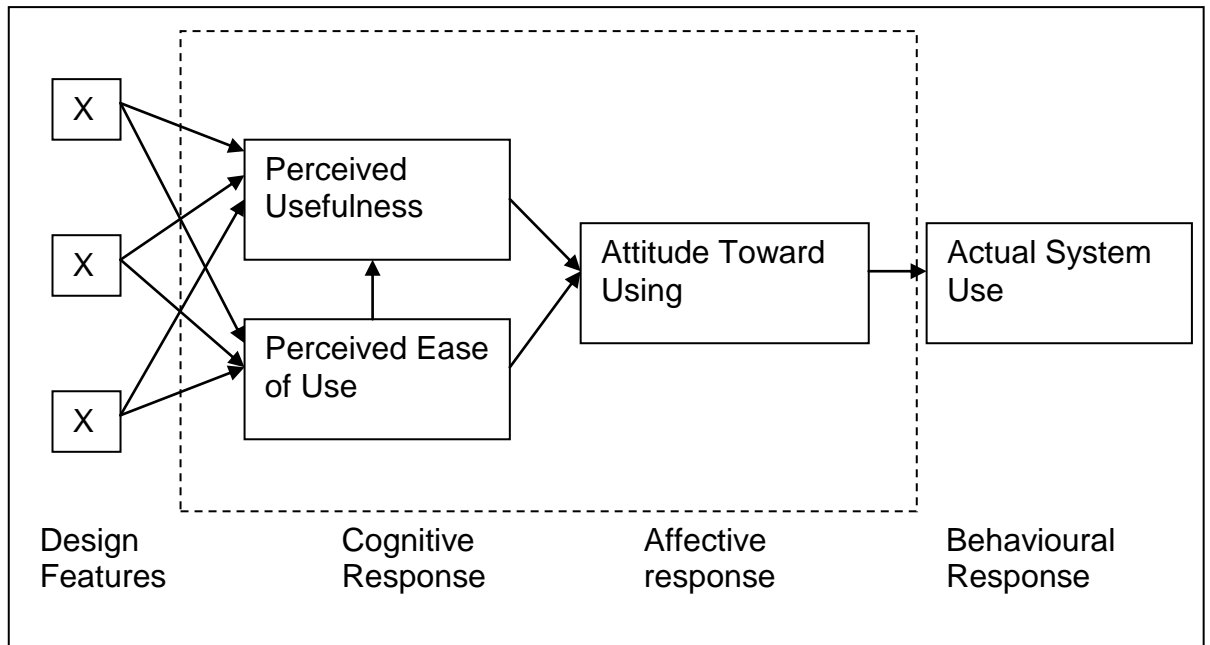 X
X
X
Perceived
Usefulness
Perceived Ease
of Use
Attitude Toward
Using
Actual System
Use
Design
Features
Cognitive
Response
Affective
response
Behavioural
Response